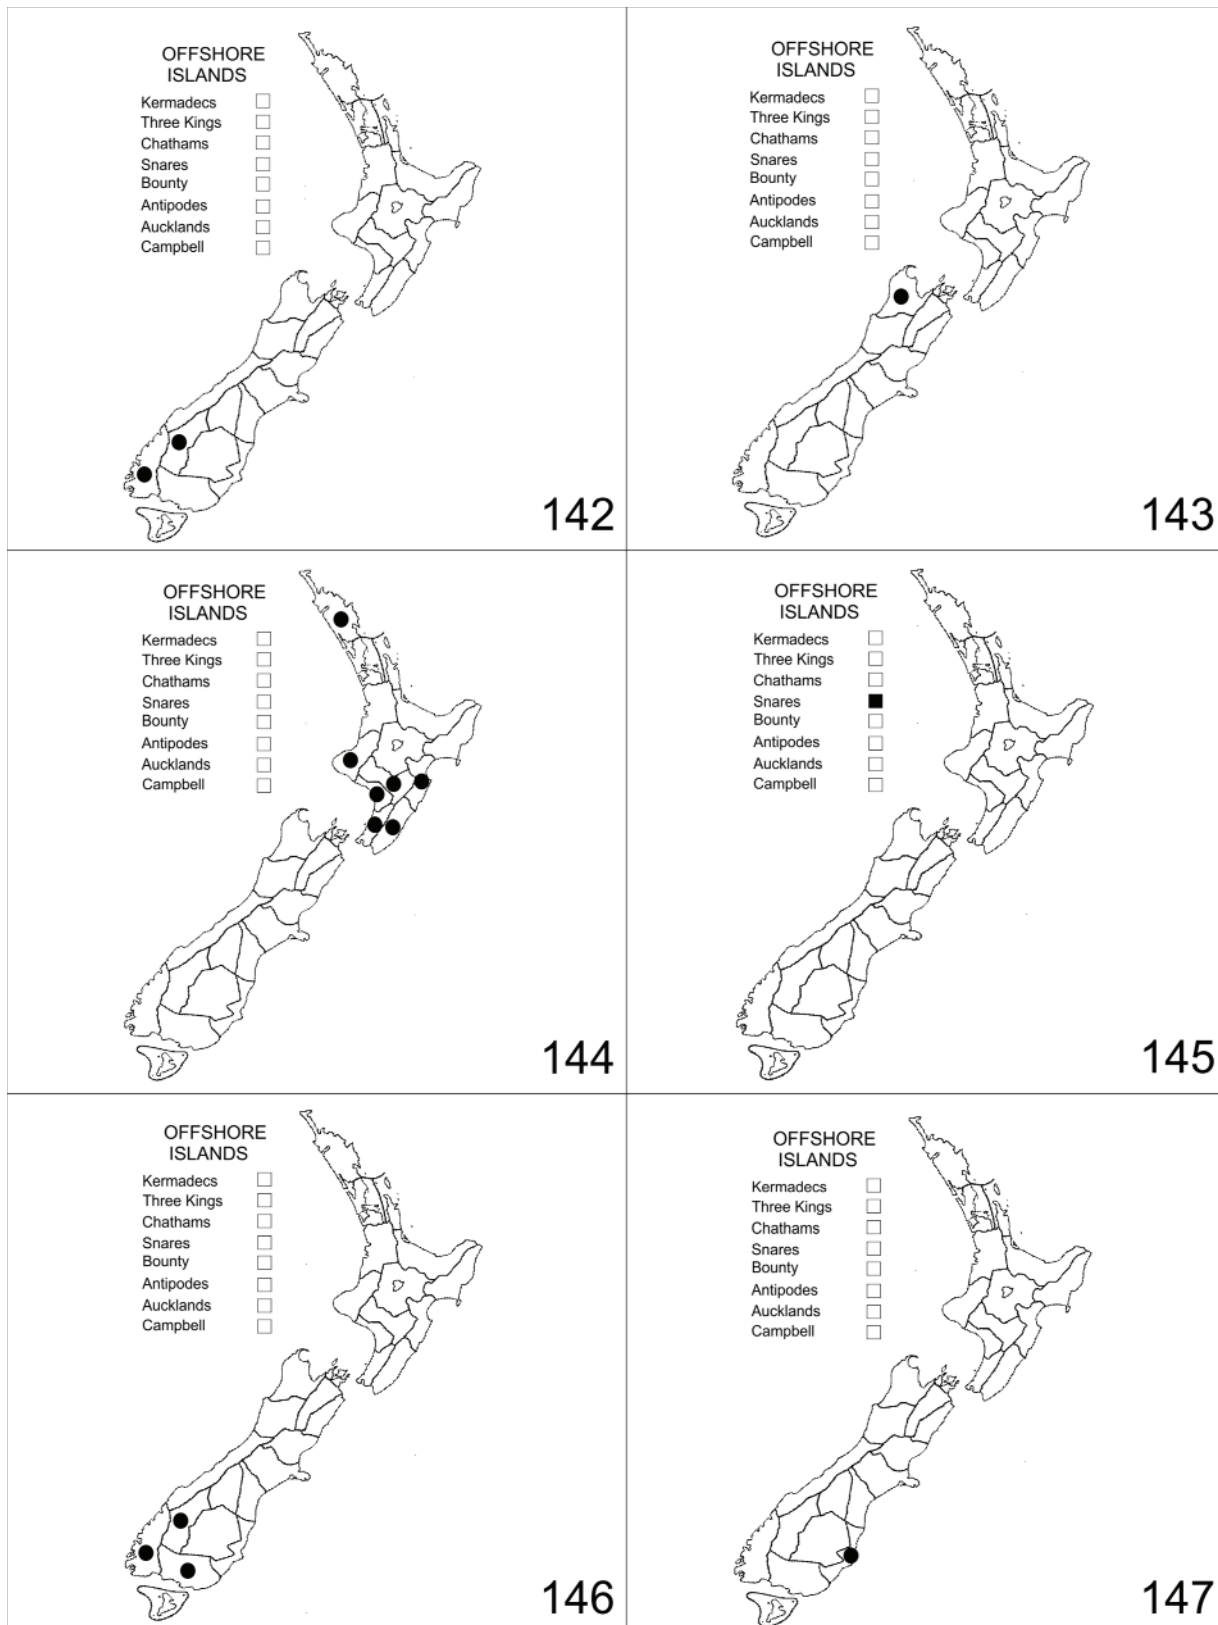 OFFSHORE
ISLANDS
Kermadecs
Three Kings
Chathams
Snares
Bounty
Antipodes
Aucklands
Campbell
142
OFFSHORE
ISLANDS
Kermadecs
Three Kings
Chathams
Snares
Bounty
Antipodes
Aucklands
Campbell
143
OFFSHORE
ISLANDS
Kermadecs
Three Kings
Chathams
Snares
Bounty
Antipodes
Aucklands
Campbell
144
OFFSHORE
ISLANDS
Kermadecs
Three Kings
Chathams
Snares
Bounty
Antipodes
Aucklands
Campbell
145
OFFSHORE
ISLANDS
Kermadecs
Three Kings
Chathams
Snares
Bounty
Antipodes
Aucklands
Campbell
146
OFFSHORE
ISLANDS
Kermadecs
Three Kings
Chathams
Snares
Bounty
Antipodes
Aucklands
Campbell
147